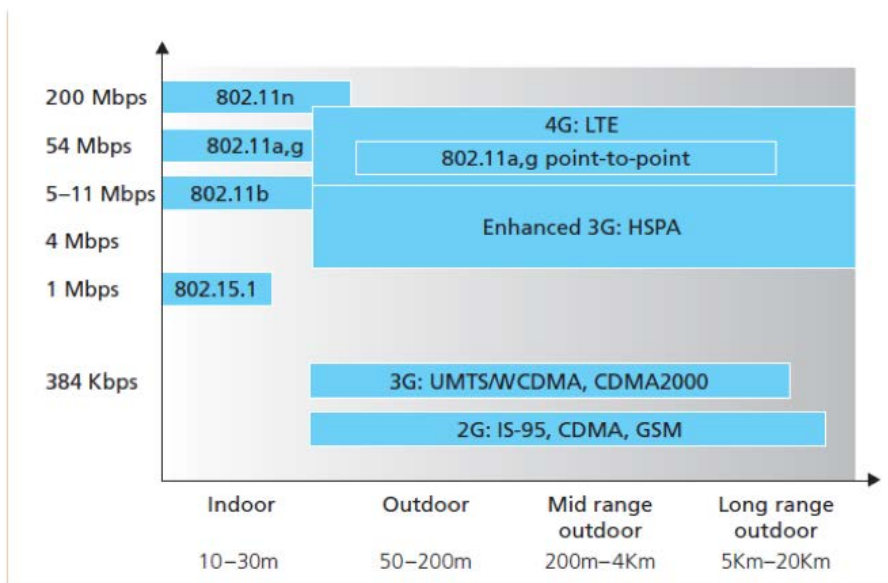 200 Mbps
802.11n
4G: LTE
54 Mbps
802.11a,g
802.11a,g point-to-point
5–11 Mbps
802.11b
Enhanced 3G: HSPA
4 Mbps
1 Mbps
802.15.1
384 Kbps
3G: UMTS/WCDMA, CDMA2000
2G: IS-95, CDMA, GSM
Indoor
Outdoor
Mid range
outdoor
Long range
outdoor
10–30m
50–200m
200m–4Km
5Km–20Km